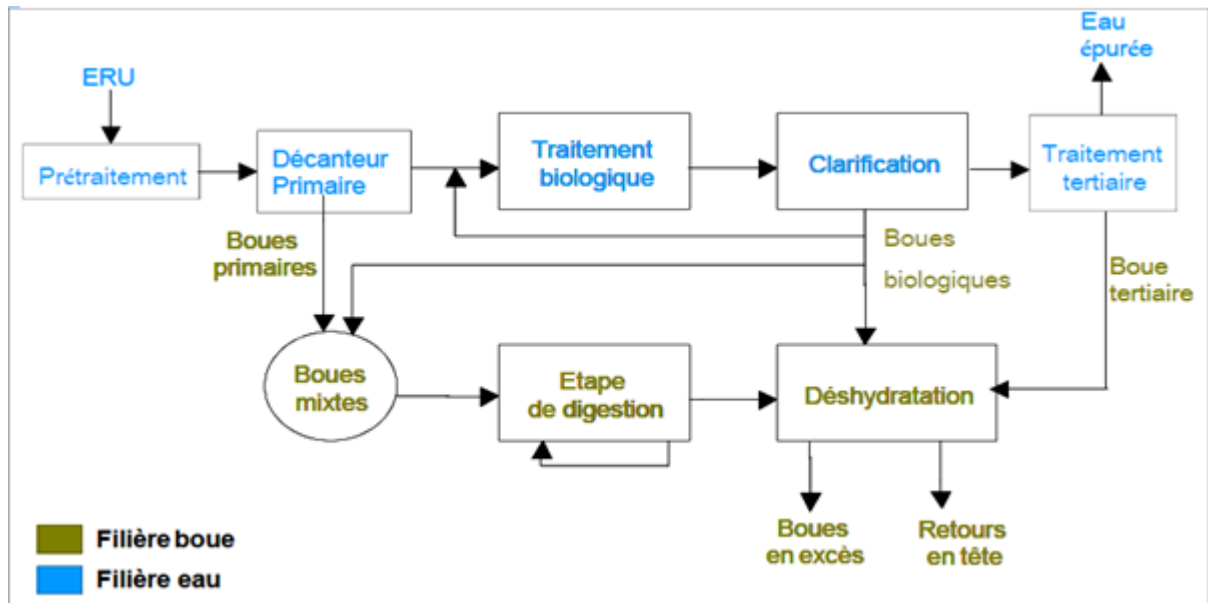 Eau
épurée
ERU
Prétraitement
Décanteur
Primaire
Traitement
biologique
Clarification
Traitement
tertiaire
Boues
primaires
Boues
biologiques
Boue
tertiaire
Boues
mixtes
Etape
de digestion
Déshydratation
Boues
en excès
Retours
en tête
Filière boue
Filière eau